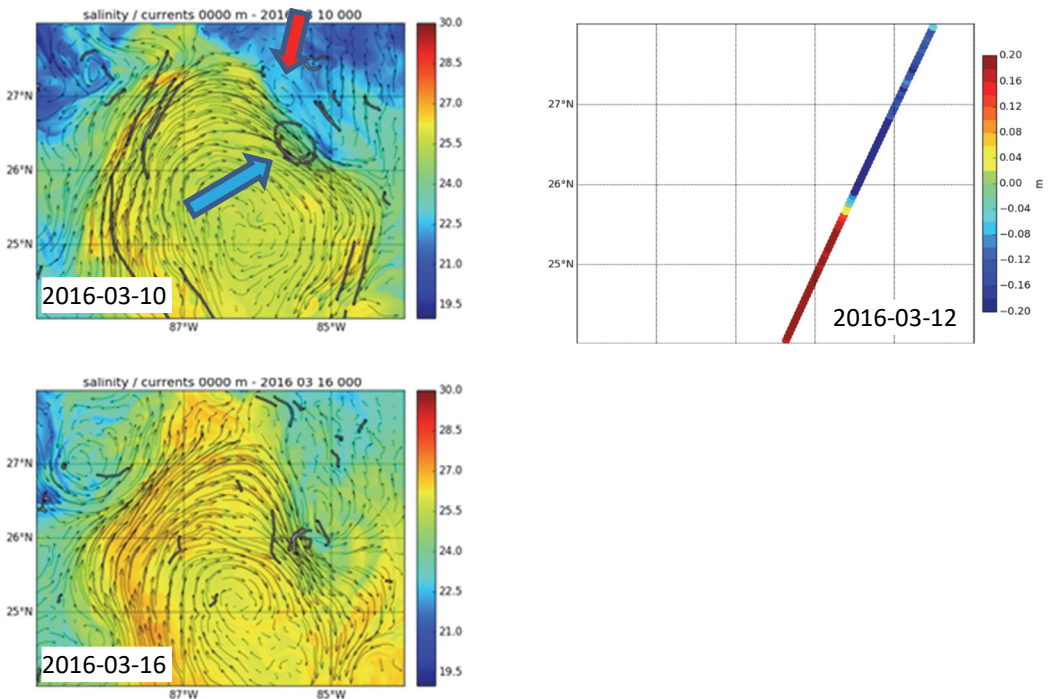 salinity / currents 0000 m - 2016 03 10 000
30.0
28.5
27.0
25.5
24.0
22.5
21.0
19.5
27°N
26°N
25°N
2016-03-10
87°W
85°W
27°N
26°N
25°N
2016-03-12
0.20
0.16
0.12
0.08
0.04
0.00
−0.04
−0.08
−0.12
−0.16
−0.20
m
salinity / currents 0000 m - 2016 03 16 000
30.0
28.5
27.0
25.5
24.0
22.5
21.0
19.5
27°N
26°N
25°N
2016-03-16
87°W
85°W